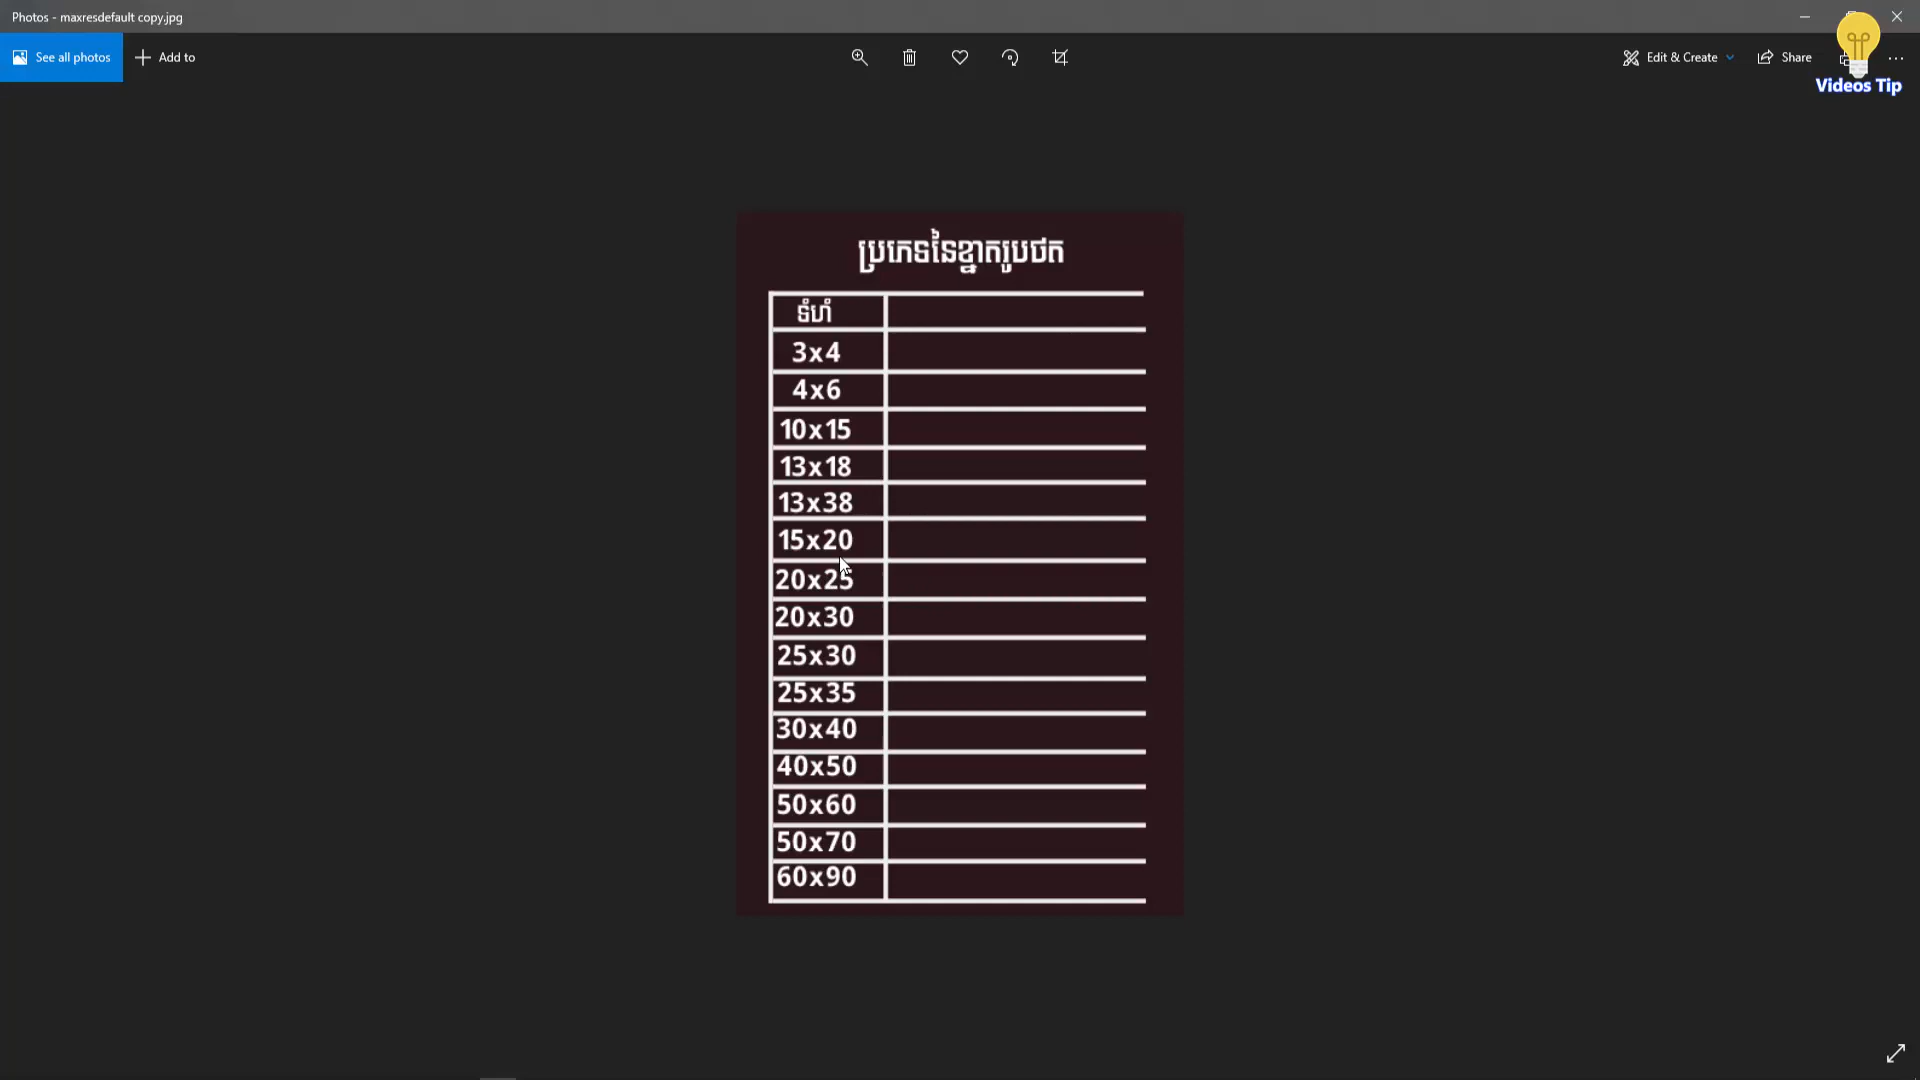 Photos - maxresdefault copy.jpg
See all photos
Add to
Edit & Create
Share
Videos Tip
ប្រភេទនៃខ្នាតរូបថត
ទំហំ
3x4
4x6
10x15
13x18
13x38
15x20
20x25
20x30
25x30
25x35
30x40
40x50
50x60
50x70
60x90